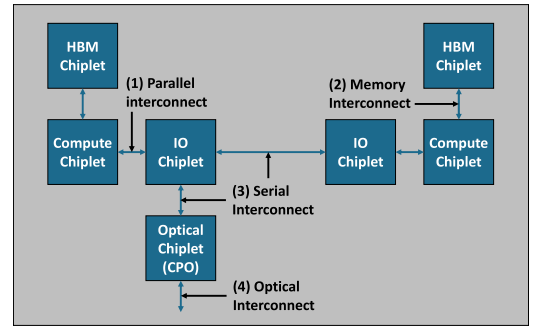 HBM
Chiplet
HBM
Chiplet
(1) Parallel
interconnect
(2) Memory
Interconnect
Compute
Chiplet
IO
Chiplet
IO
Chiplet
Compute
Chiplet
(3) Serial
Interconnect
Optical
Chiplet
(CPO)
(4) Optical
Interconnect